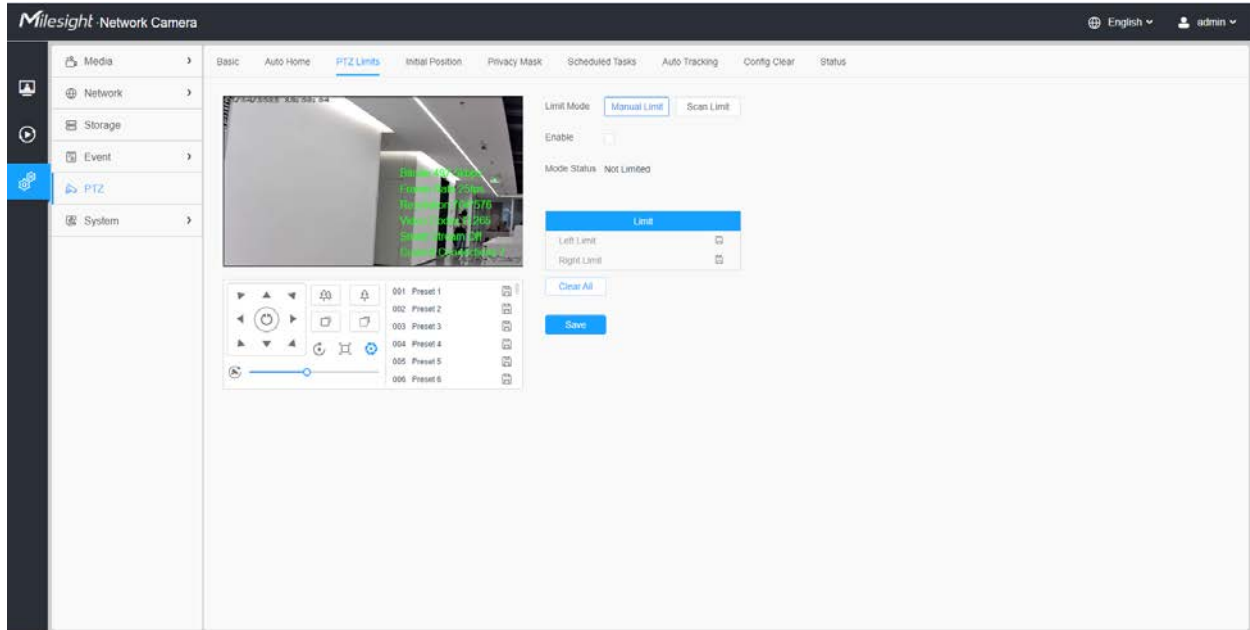 Milesight · Network Camera
English
admin
Media
Network
Storage
Event
PTZ
System
Basic
Auto Home
PTZ Limits
Initial Position
Privacy Mask
Scheduled Tasks
Auto Tracking
Config Clear
Status
Limit Mode
Manual Limit
Scan Limit
Enable
Mode Status Not Limited
Limit
Left Limit
Right Limit
Clear All
Save
001 Preset 1
002 Preset 2
003 Preset 3
004 Preset 4
005 Preset 5
006 Preset 6